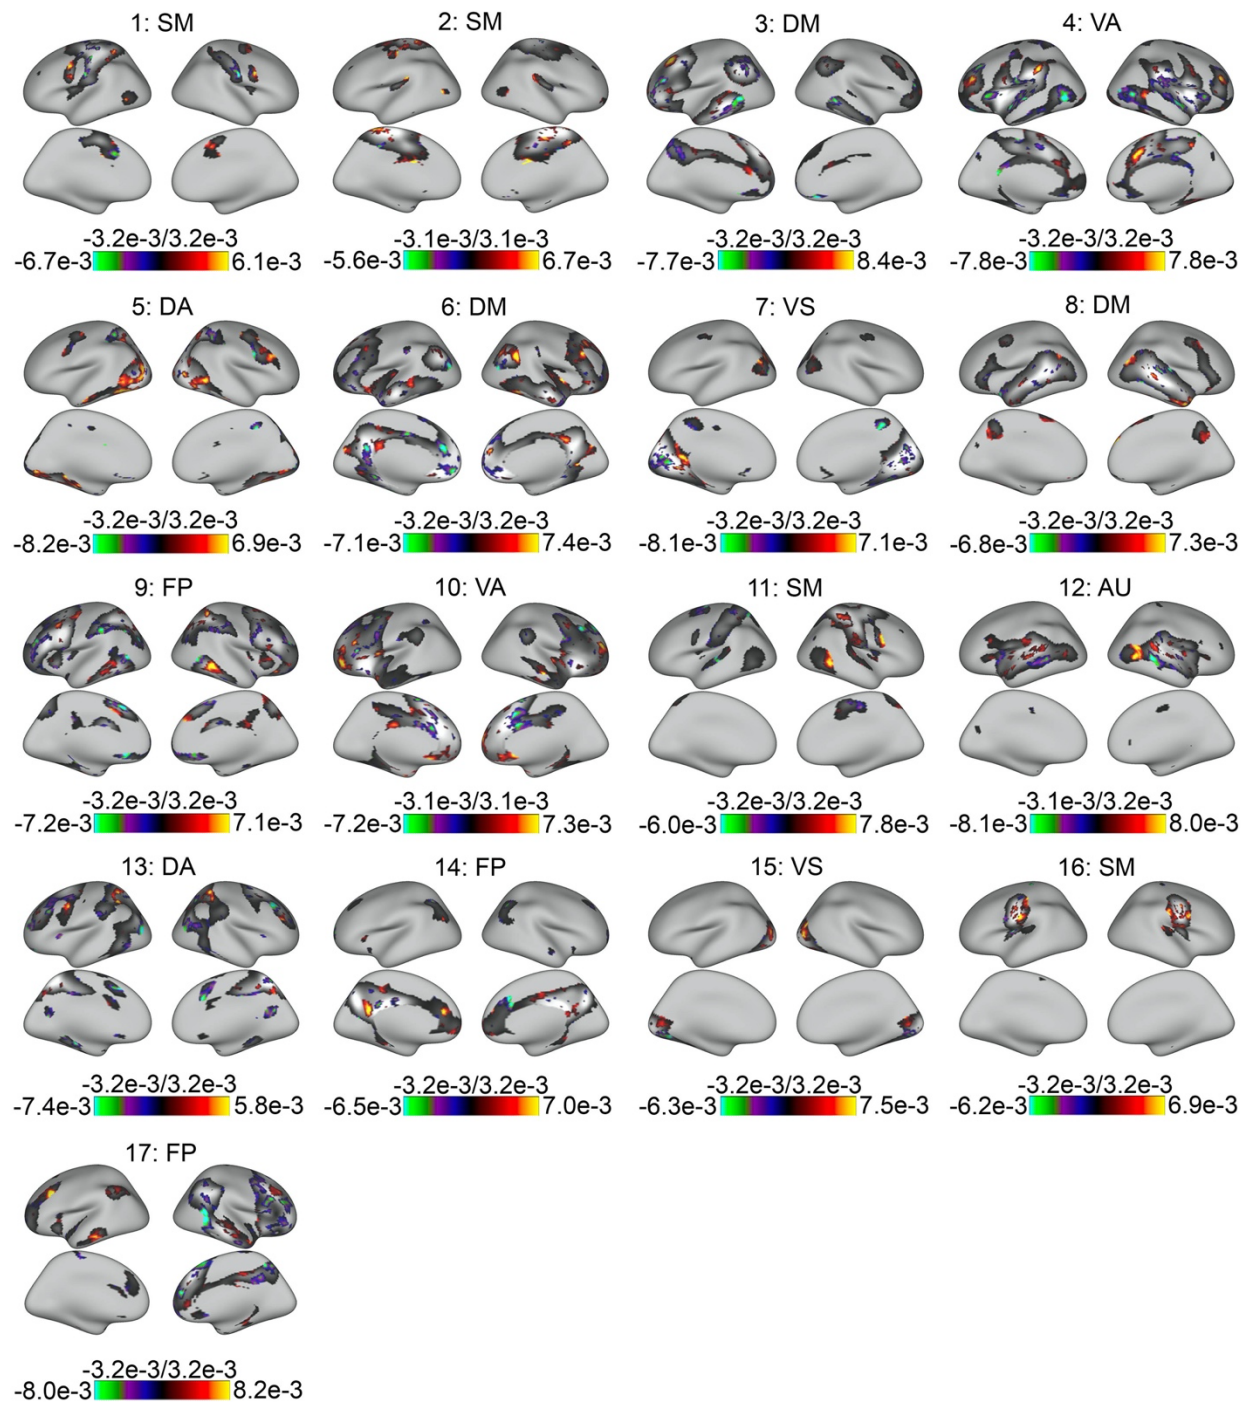 1: SM
2: SM
3: DM
4: VA
-3.2e-3/3.2e-3
-6.7e-3 6.1e-3
-3.1e-3/3.1e-3
-5.6e-3 6.7e-3
-3.2e-3/3.2e-3
-7.7e-3 8.4e-3
-3.2e-3/3.2e-3
-7.8e-3 7.8e-3
5: DA
6: DM
7: VS
8: DM
-3.2e-3/3.2e-3
-8.2e-3 6.9e-3
-3.2e-3/3.2e-3
-7.1e-3 7.4e-3
-3.2e-3/3.2e-3
-8.1e-3 7.1e-3
-3.2e-3/3.2e-3
-6.8e-3 7.3e-3
9: FP
10: VA
11: SM
12: AU
-3.2e-3/3.2e-3
-7.2e-3 7.1e-3
-3.1e-3/3.1e-3
-7.2e-3 7.3e-3
-3.2e-3/3.2e-3
-6.0e-3 7.8e-3
-3.1e-3/3.2e-3
-8.1e-3 8.0e-3
13: DA
14: FP
15: VS
16: SM
-3.2e-3/3.2e-3
-7.4e-3 5.8e-3
-3.2e-3/3.2e-3
-6.5e-3 7.0e-3
-3.2e-3/3.2e-3
-6.3e-3 7.5e-3
-3.2e-3/3.2e-3
-6.2e-3 6.9e-3
17: FP
-3.2e-3/3.2e-3
-8.0e-3 8.2e-3